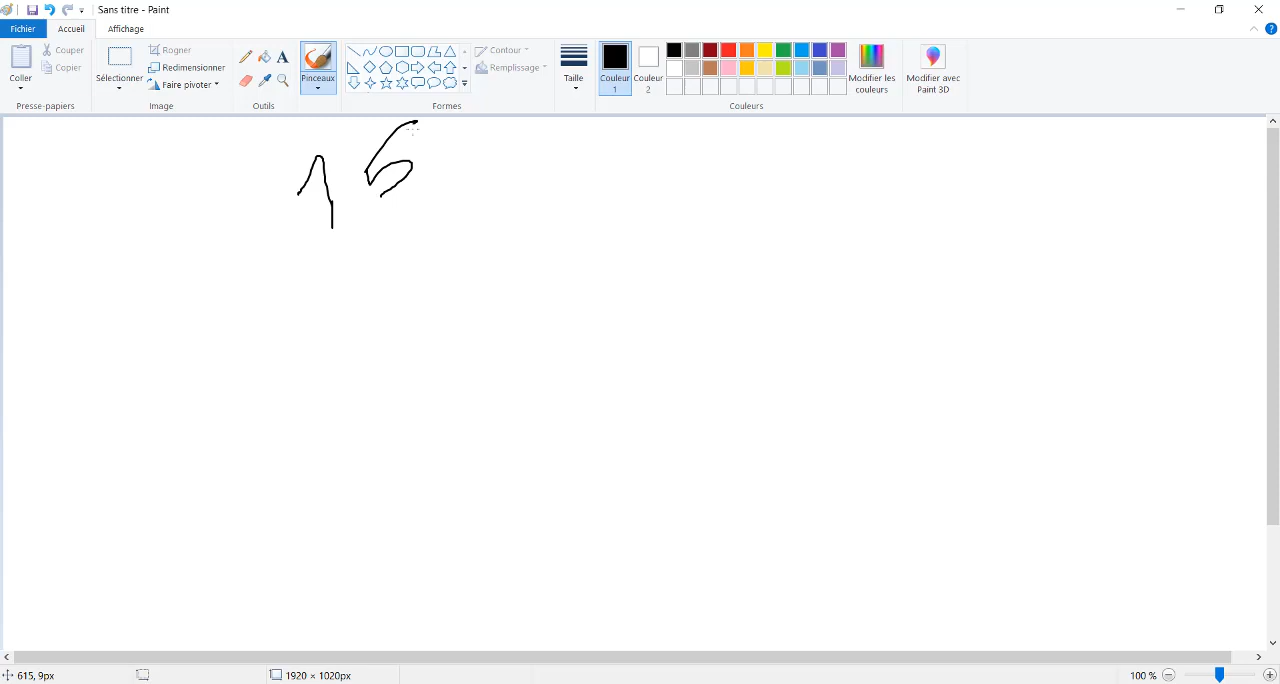 Sans titre - Paint
Fichier Accueil Affichage
Coller
Couper
Copier
Presse-papiers
Sélectionner
Rogner
Redimensionner
Faire pivoter
Image
Outils
Pinceaux
Formes
Contour
Remplissage
Taille
Couleur 1
Couleur 2
Couleurs
Modifier les couleurs
Modifier avec Paint 3D
15
615, 9px
1920 × 1020px
100 %